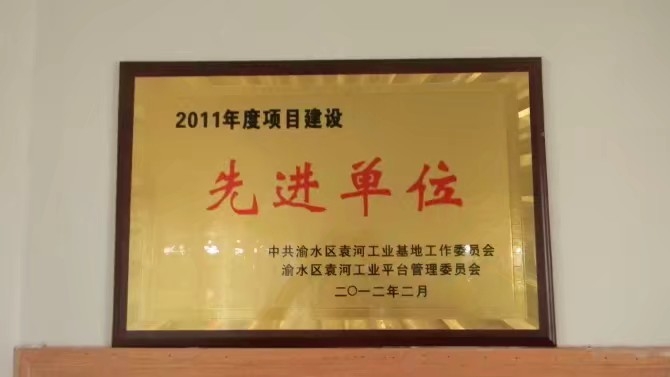 2011年度项目建设
先进单位
中共渝水区袁河工业基地工作委员会
渝水区袁河工业平台管理委员会
二〇一二年二月